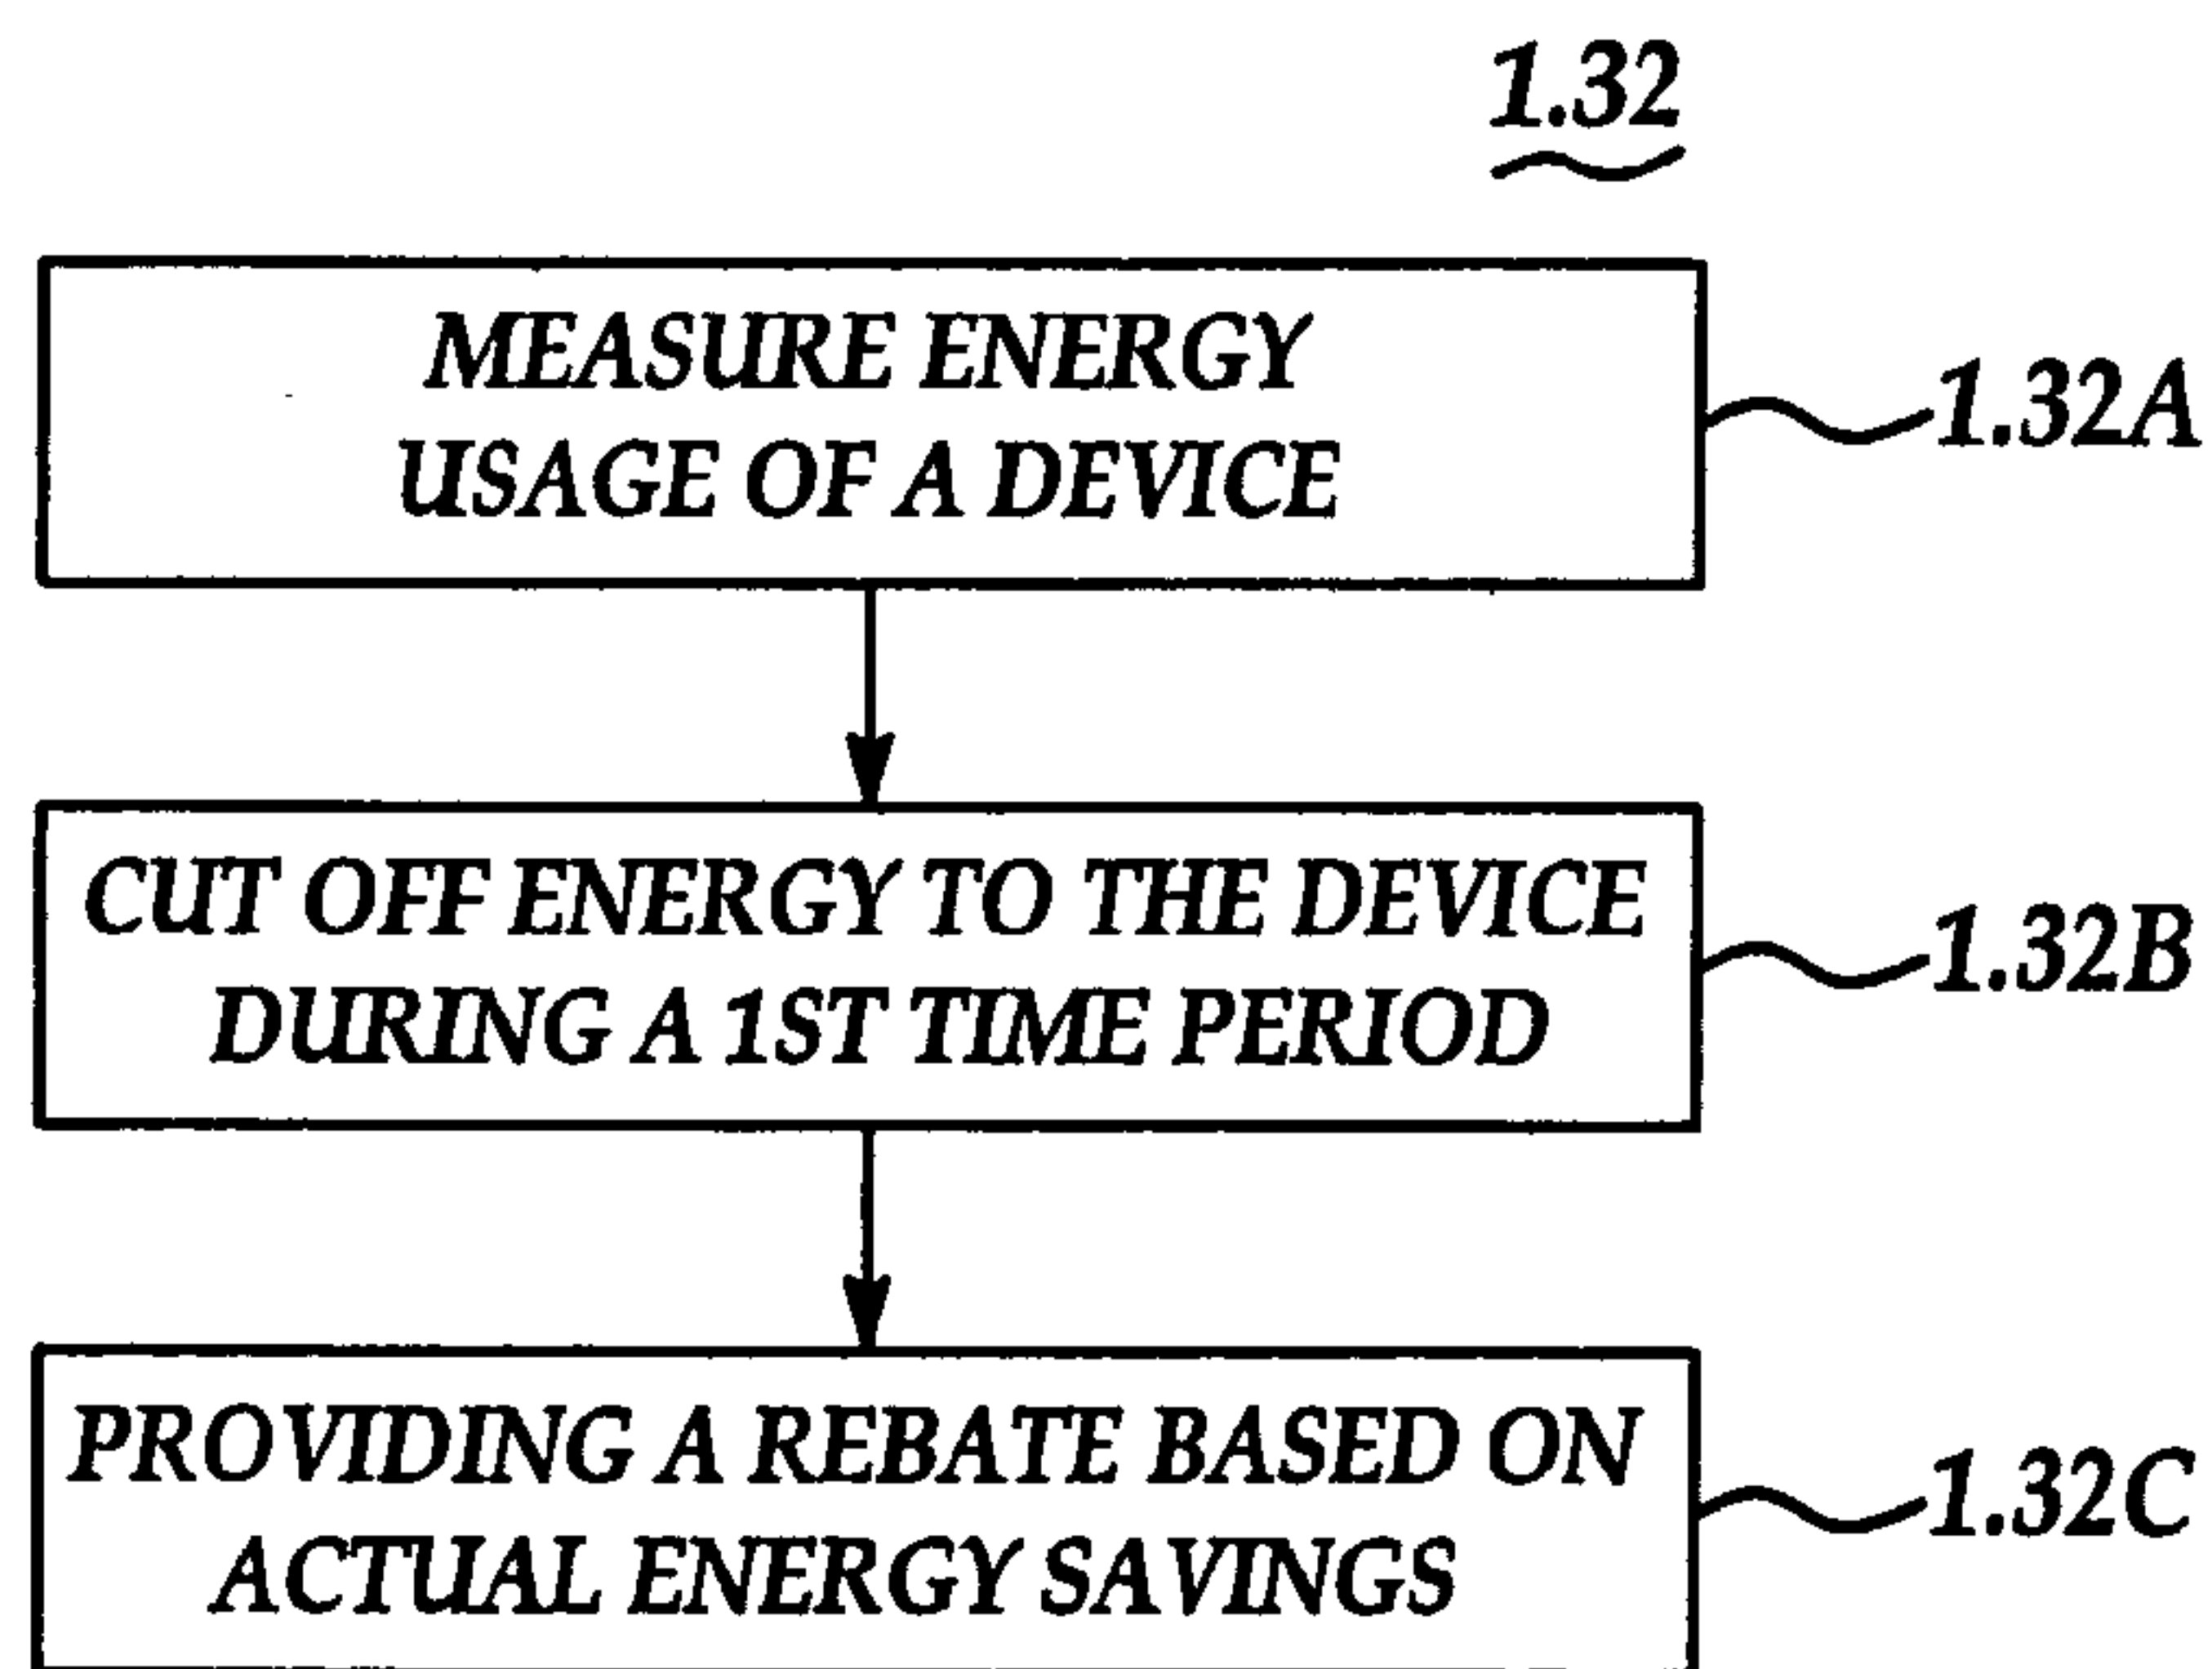 1.32
MEASURE ENERGY
USAGE OF A DEVICE
1.32A
CUT OFF ENERGY TO THE DEVICE
DURING A 1ST TIME PERIOD
1.32B
PROVIDING A REBATE BASED ON
ACTUAL ENERGY SAVINGS
1.32C